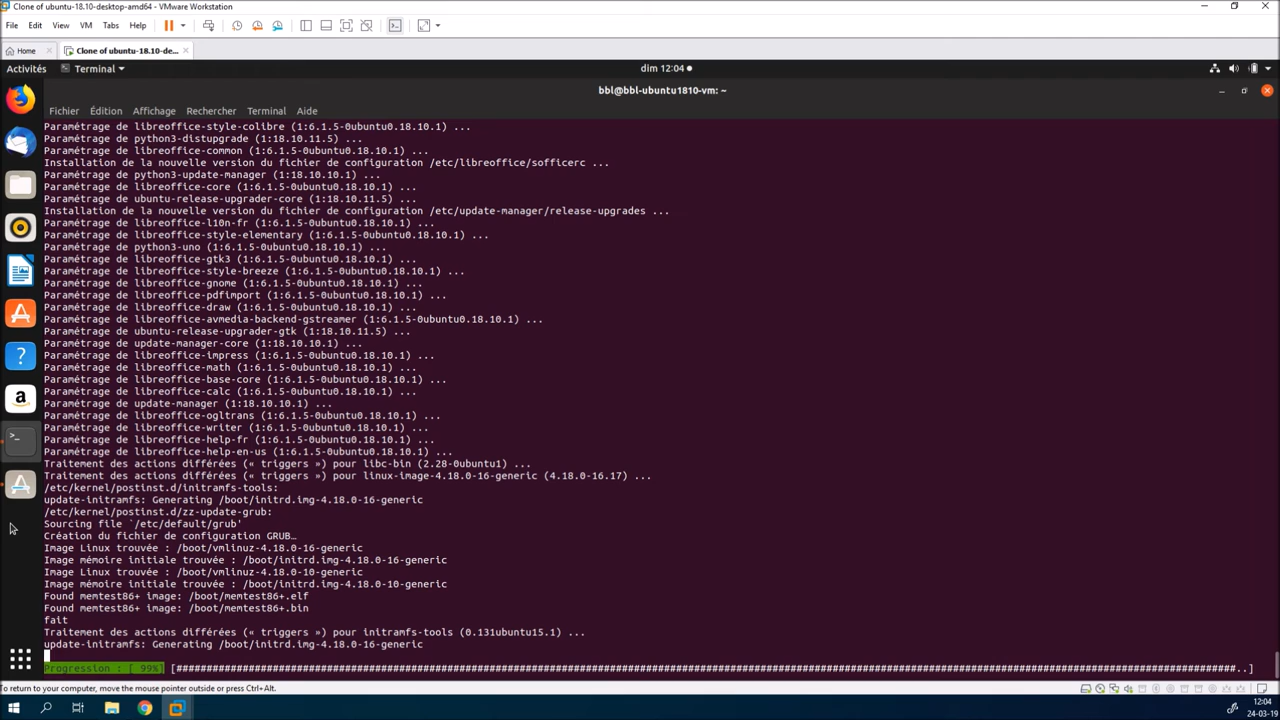 Clone of ubuntu-18.10-desktop-amd64 - VMware Workstation
File Edit View VM Tabs Help
Home Clone of ubuntu-18.10-de...
Activités Terminal dim 12:04
bbl@bbl-ubuntu1810-vm: ~
Fichier Édition Affichage Rechercher Terminal Aide
Paramétrage de libreoffice-style-colibre (1:6.1.5-0ubuntu0.18.10.1) ...
Paramétrage de python3-distupgrade (1:18.10.11.5) ...
Paramétrage de libreoffice-common (1:6.1.5-0ubuntu0.18.10.1) ...
Installation de la nouvelle version du fichier de configuration /etc/libreoffice/sofficerc ...
Paramétrage de python3-update-manager (1:18.10.10.1) ...
Paramétrage de libreoffice-core (1:6.1.5-0ubuntu0.18.10.1) ...
Paramétrage de ubuntu-release-upgrader-core (1:18.10.11.5) ...
Installation de la nouvelle version du fichier de configuration /etc/update-manager/release-upgrades ...
Paramétrage de libreoffice-l10n-fr (1:6.1.5-0ubuntu0.18.10.1) ...
Paramétrage de libreoffice-style-elementary (1:6.1.5-0ubuntu0.18.10.1) ...
Paramétrage de python3-uno (1:6.1.5-0ubuntu0.18.10.1) ...
Paramétrage de libreoffice-gtk3 (1:6.1.5-0ubuntu0.18.10.1) ...
Paramétrage de libreoffice-style-breeze (1:6.1.5-0ubuntu0.18.10.1) ...
Paramétrage de libreoffice-gnome (1:6.1.5-0ubuntu0.18.10.1) ...
Paramétrage de libreoffice-pdfimport (1:6.1.5-0ubuntu0.18.10.1) ...
Paramétrage de libreoffice-draw (1:6.1.5-0ubuntu0.18.10.1) ...
Paramétrage de libreoffice-avmedia-backend-gstreamer (1:6.1.5-0ubuntu0.18.10.1) ...
Paramétrage de ubuntu-release-upgrader-gtk (1:18.10.11.5) ...
Paramétrage de update-manager-core (1:18.10.10.1) ...
Paramétrage de libreoffice-impress (1:6.1.5-0ubuntu0.18.10.1) ...
Paramétrage de libreoffice-math (1:6.1.5-0ubuntu0.18.10.1) ...
Paramétrage de libreoffice-base-core (1:6.1.5-0ubuntu0.18.10.1) ...
Paramétrage de libreoffice-calc (1:6.1.5-0ubuntu0.18.10.1) ...
Paramétrage de update-manager (1:18.10.10.1) ...
Paramétrage de libreoffice-ogltrans (1:6.1.5-0ubuntu0.18.10.1) ...
Paramétrage de libreoffice-writer (1:6.1.5-0ubuntu0.18.10.1) ...
Paramétrage de libreoffice-help-fr (1:6.1.5-0ubuntu0.18.10.1) ...
Paramétrage de libreoffice-help-en-us (1:6.1.5-0ubuntu0.18.10.1) ...
Traitement des actions différées (« triggers ») pour libc-bin (2.28-0ubuntu1) ...
Traitement des actions différées (« triggers ») pour linux-image-4.18.0-16-generic (4.18.0-16.17) ...
/etc/kernel/postinst.d/initramfs-tools:
update-initramfs: Generating /boot/initrd.img-4.18.0-16-generic
/etc/kernel/postinst.d/zz-update-grub:
Sourcing file `/etc/default/grub'
Création du fichier de configuration GRUB…
Image Linux trouvée : /boot/vmlinuz-4.18.0-16-generic
Image mémoire initiale trouvée : /boot/initrd.img-4.18.0-16-generic
Image Linux trouvée : /boot/vmlinuz-4.18.0-10-generic
Image mémoire initiale trouvée : /boot/initrd.img-4.18.0-10-generic
Found memtest86+ image: /boot/memtest86+.elf
Found memtest86+ image: /boot/memtest86+.bin
fait
Traitement des actions différées (« triggers ») pour initramfs-tools (0.131ubuntu15.1) ...
update-initramfs: Generating /boot/initrd.img-4.18.0-16-generic
Progression : [ 99%] [################################################################################################################################################################################..]
To return to your computer, move the mouse pointer outside or press Ctrl+Alt.
12:04
24-03-19